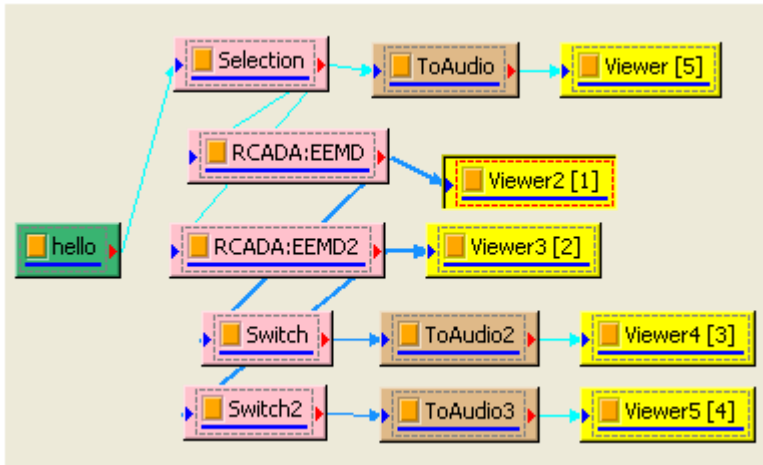 Selection
ToAudio
Viewer [5]
RCADA:EEMD
Viewer2 [1]
hello
RCADA:EEMD2
Viewer3 [2]
Switch
ToAudio2
Viewer4 [3]
Switch2
ToAudio3
Viewer5 [4]